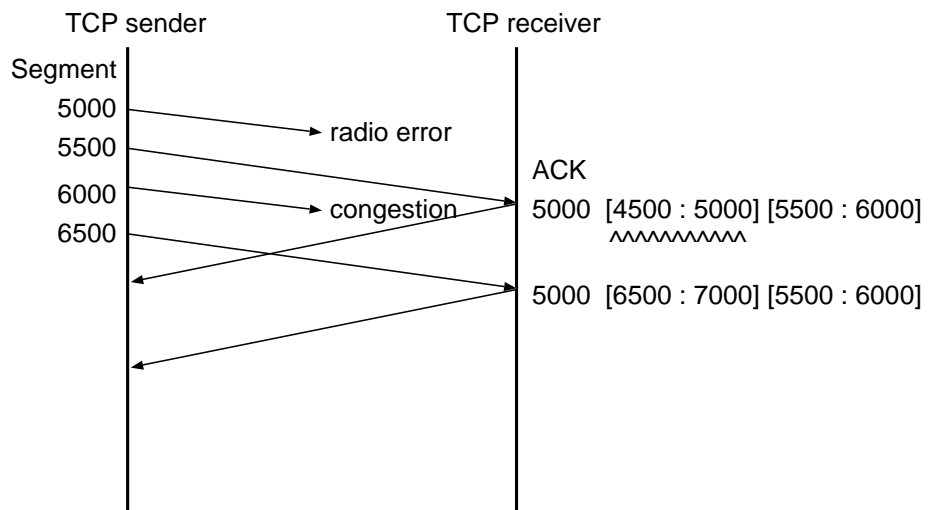 TCP sender
TCP receiver
Segment
5000
radio error
5500
ACK
6000
congestion
5000 [4500 : 5000] [5500 : 6000]
^^^^^^^^^^^
6500
5000 [6500 : 7000] [5500 : 6000]